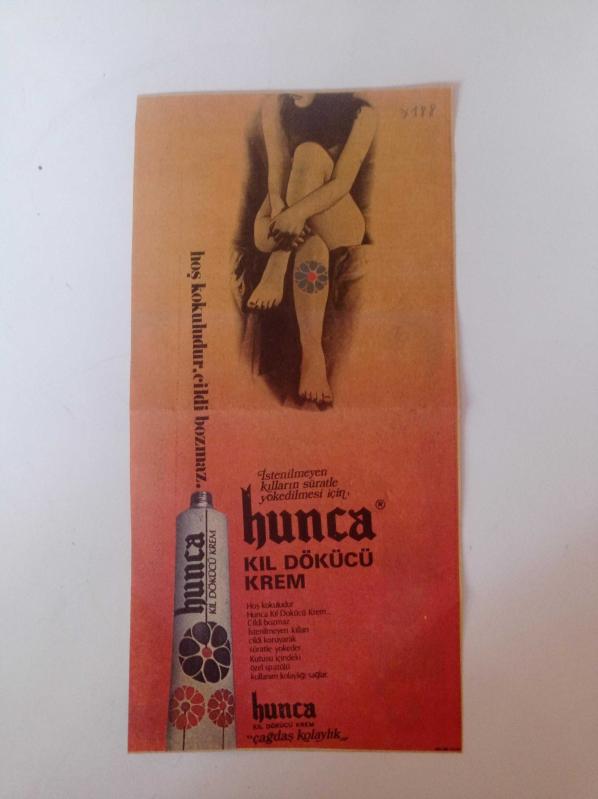 188
hoş kokuludur, cildi bozmaz.
İstenilmeyen
kılların süratle
yokedilmesi için,
hunca®
KIL DÖKÜCÜ
KREM
Hoş kokuludur
Hunca Kıl Dökücü Krem...
Cildi bozmaz
İstenilmeyen kılları
cildi koruyarak
süratle yokeder.
Kutusu içindeki
özel spatülü
kullanım kolaylığı sağlar.
hunca
KIL DÖKÜCÜ KREM
"çağdaş kolaylık"
hunca
KIL DÖKÜCÜ KREM